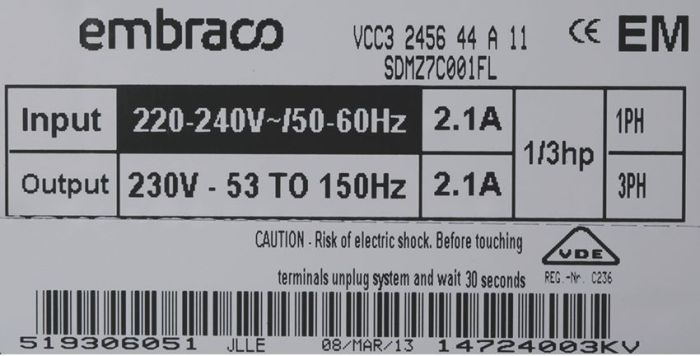 embraco VCC3 2456 44 A 11 CE EM
SDMZ7C001FL
Input 220-240V~/50-60Hz 2.1A 1/3hp 1PH
Output 230V - 53 TO 150Hz 2.1A 3PH
CAUTION - Risk of electric shock. Before touching
terminals unplug system and wait 30 seconds
VDE
REG.-Nr. C236
519306051 JLLE 08/MAR/13 14724003KV